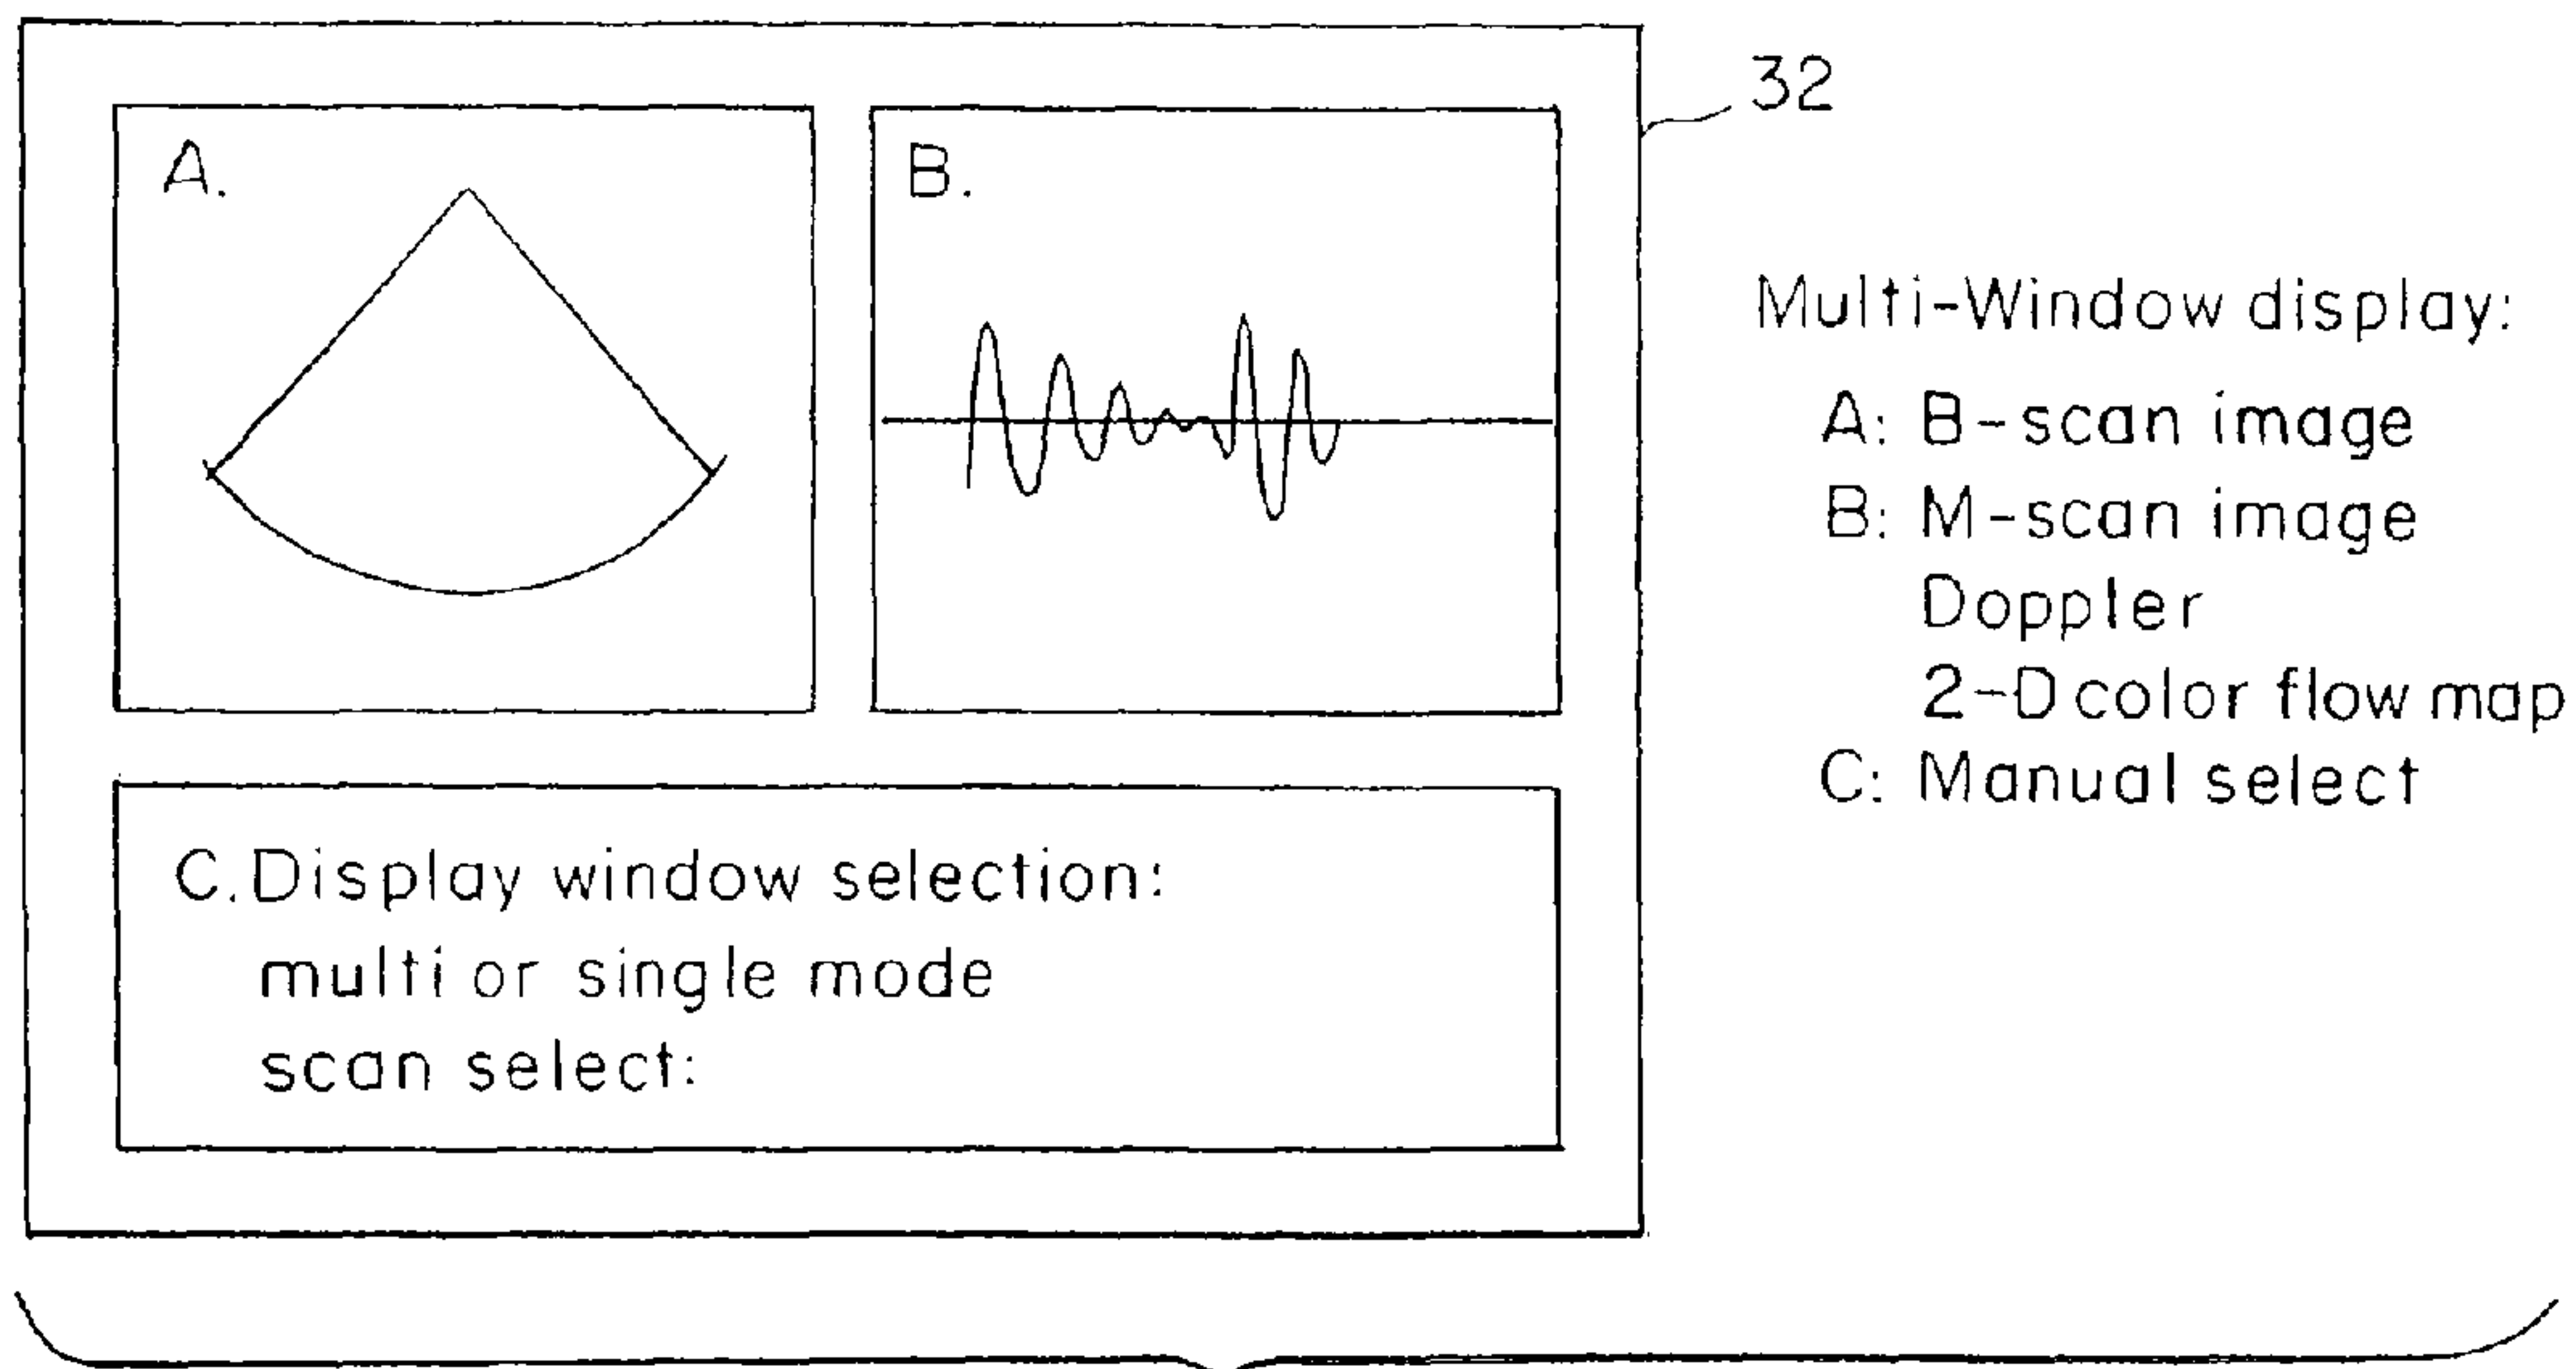 32
A.
B.
Multi-Window display:
A: B-scan image
B: M-scan image
Doppler
2-D color flow map
C: Manual select
C. Display window selection:
multi or single mode
scan select: